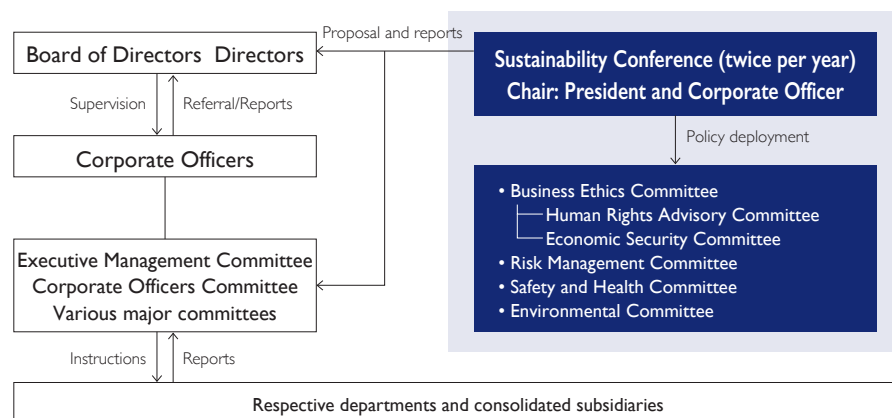 Board of Directors Directors
Proposal and reports
Sustainability Conference (twice per year)
Chair: President and Corporate Officer
Supervision
Referral/Reports
Policy deployment
Corporate Officers
• Business Ethics Committee
Human Rights Advisory Committee
Economic Security Committee
• Risk Management Committee
• Safety and Health Committee
• Environmental Committee
Executive Management Committee
Corporate Officers Committee
Various major committees
Instructions
Reports
Respective departments and consolidated subsidiaries